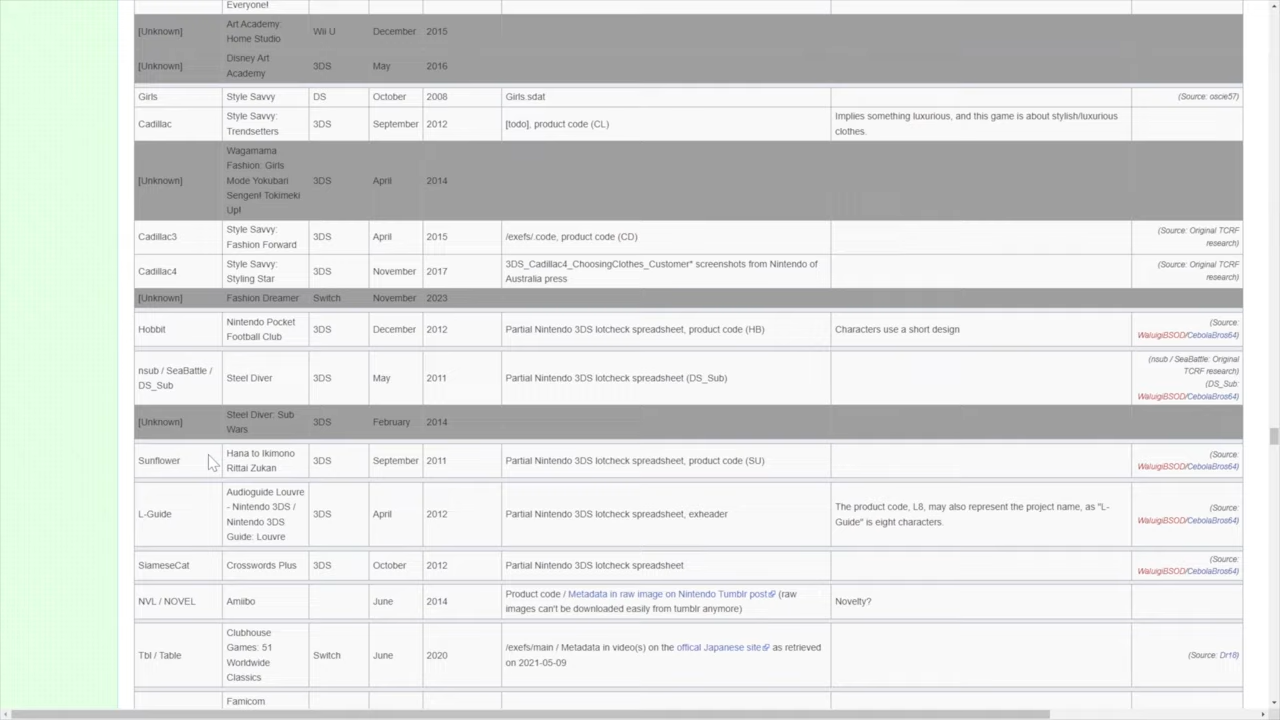 Everyone!
[Unknown] Art Academy: Home Studio Wii U December 2015
[Unknown] Disney Art Academy 3DS May 2016
Girls Style Savvy DS October 2008 Girls.sdat (Source: oscie57)
Cadillac Style Savvy: Trendsetters 3DS September 2012 [todo], product code (CL) Implies something luxurious, and this game is about stylish/luxurious clothes.
[Unknown] Wagamama Fashion: Girls Mode Yokubari Sengen! Tokimeki Up! 3DS April 2014
Cadillac3 Style Savvy: Fashion Forward 3DS April 2015 /exefs/.code, product code (CD) (Source: Original TCRF research)
Cadillac4 Style Savvy: Styling Star 3DS November 2017 3DS_Cadillac4_ChoosingClothes_Customer* screenshots from Nintendo of Australia press (Source: Original TCRF research)
[Unknown] Fashion Dreamer Switch November 2023
Hobbit Nintendo Pocket Football Club 3DS December 2012 Partial Nintendo 3DS lotcheck spreadsheet, product code (HB) Characters use a short design (Source: WaluigiBSOD/CebolaBros64)
nsub / SeaBattle / DS_Sub Steel Diver 3DS May 2011 Partial Nintendo 3DS lotcheck spreadsheet (DS_Sub) (nsub / SeaBattle: Original TCRF research) (DS_Sub: WaluigiBSOD/CebolaBros64)
[Unknown] Steel Diver: Sub Wars 3DS February 2014
Sunflower Hana to Ikimono Rittai Zukan 3DS September 2011 Partial Nintendo 3DS lotcheck spreadsheet, product code (SU) (Source: WaluigiBSOD/CebolaBros64)
L-Guide Audioguide Louvre - Nintendo 3DS / Nintendo 3DS Guide: Louvre 3DS April 2012 Partial Nintendo 3DS lotcheck spreadsheet, exheader The product code, L8, may also represent the project name, as "L-Guide" is eight characters. (Source: WaluigiBSOD/CebolaBros64)
SiameseCat Crosswords Plus 3DS October 2012 Partial Nintendo 3DS lotcheck spreadsheet (Source: WaluigiBSOD/CebolaBros64)
NVL / NOVEL Amiibo June 2014 Product code / Metadata in raw image on Nintendo Tumblr post (raw images can't be downloaded easily from tumblr anymore) Novelty?
Tbl / Table Clubhouse Games: 51 Worldwide Classics Switch June 2020 /exefs/main / Metadata in video(s) on the offical Japanese site as retrieved on 2021-05-09 (Source: Dr18)
Famicom